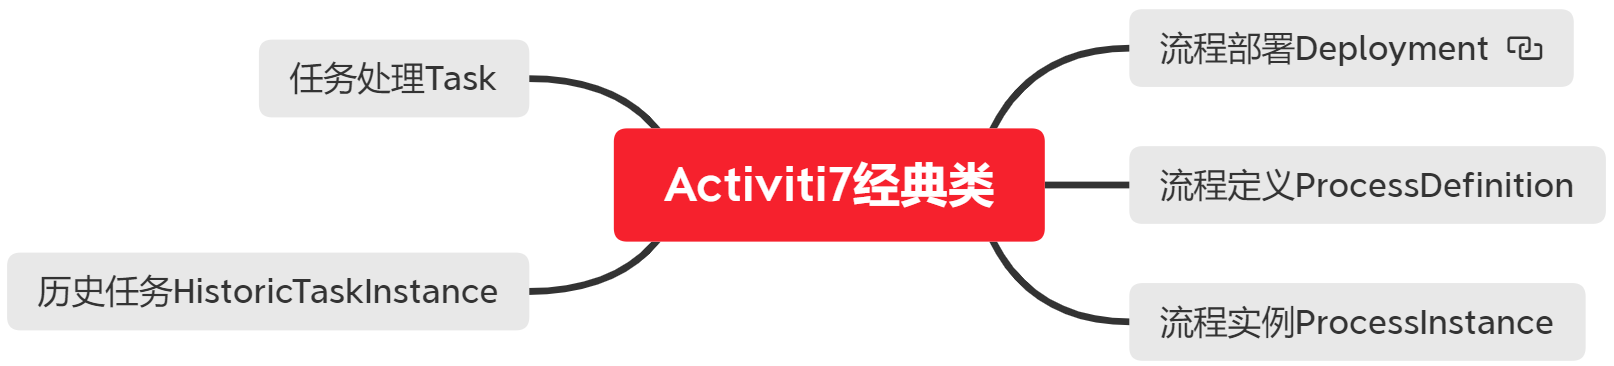 Activiti7经典类
流程部署Deployment
流程定义ProcessDefinition
流程实例ProcessInstance
任务处理Task
历史任务HistoricTaskInstance